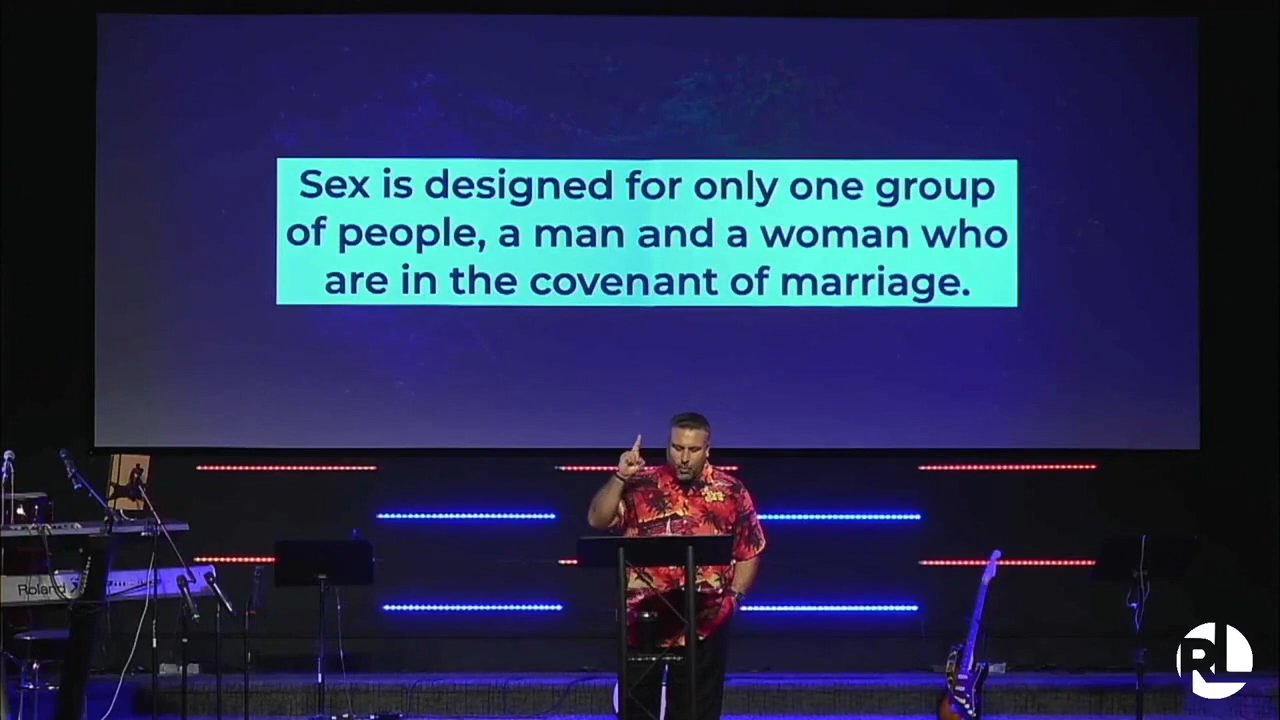 Sex is designed for only one group
of people, a man and a woman who
are in the covenant of marriage.
Roland
RL